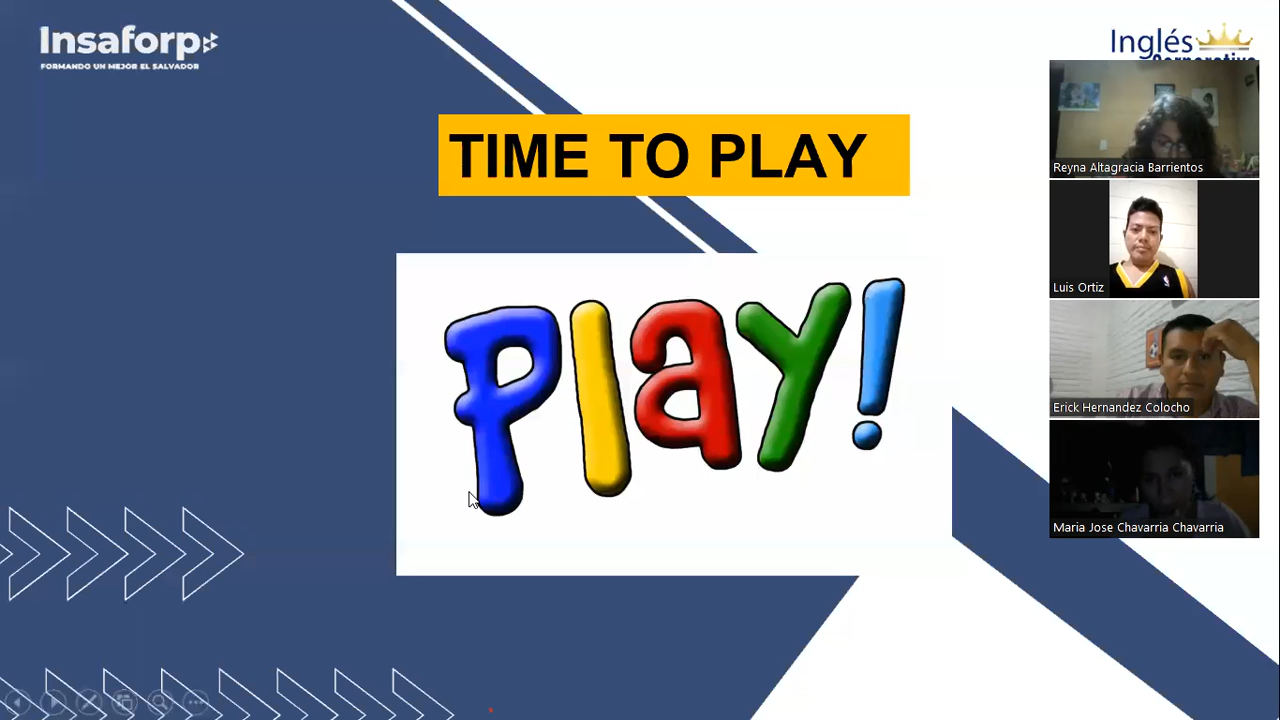 Insaforp
FORMANDO UN MEJOR EL SALVADOR
Inglés
Corporativo
TIME TO PLAY
Play!
Reyna Altagracia Barrientos
Luis Ortiz
Erick Hernandez Colocho
Maria Jose Chavarria Chavarria